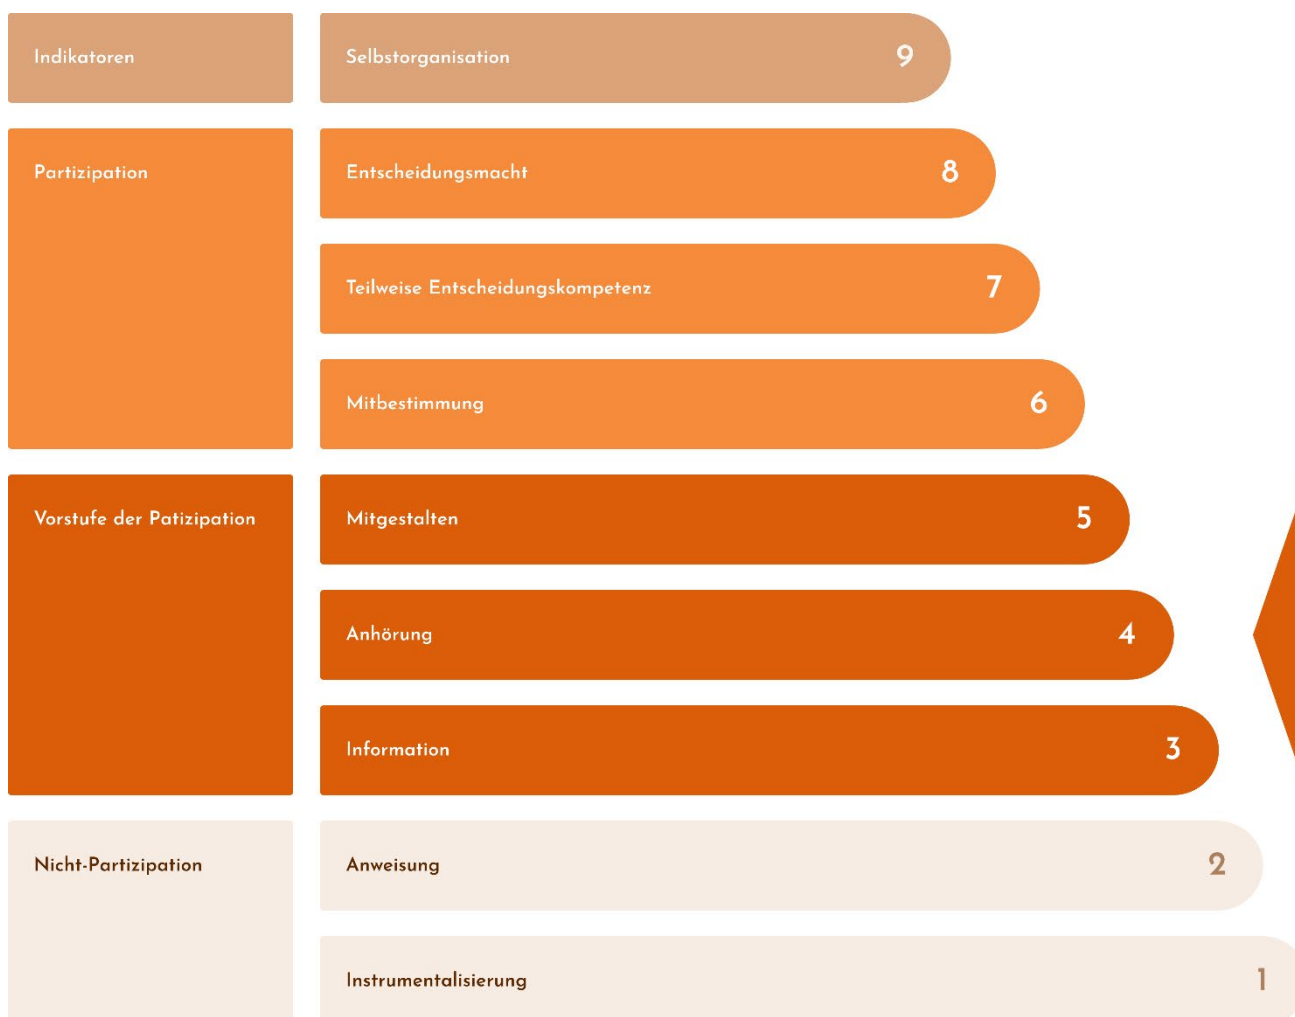 Indikatoren
Selbstorganisation 9
Partizipation
Entscheidungsmacht 8
Teilweise Entscheidungskompetenz 7
Mitbestimmung 6
Vorstufe der Patizipation
Mitgestalten 5
Anhörung 4
Information 3
Nicht-Partizipation
Anweisung 2
Instrumentalisierung 1